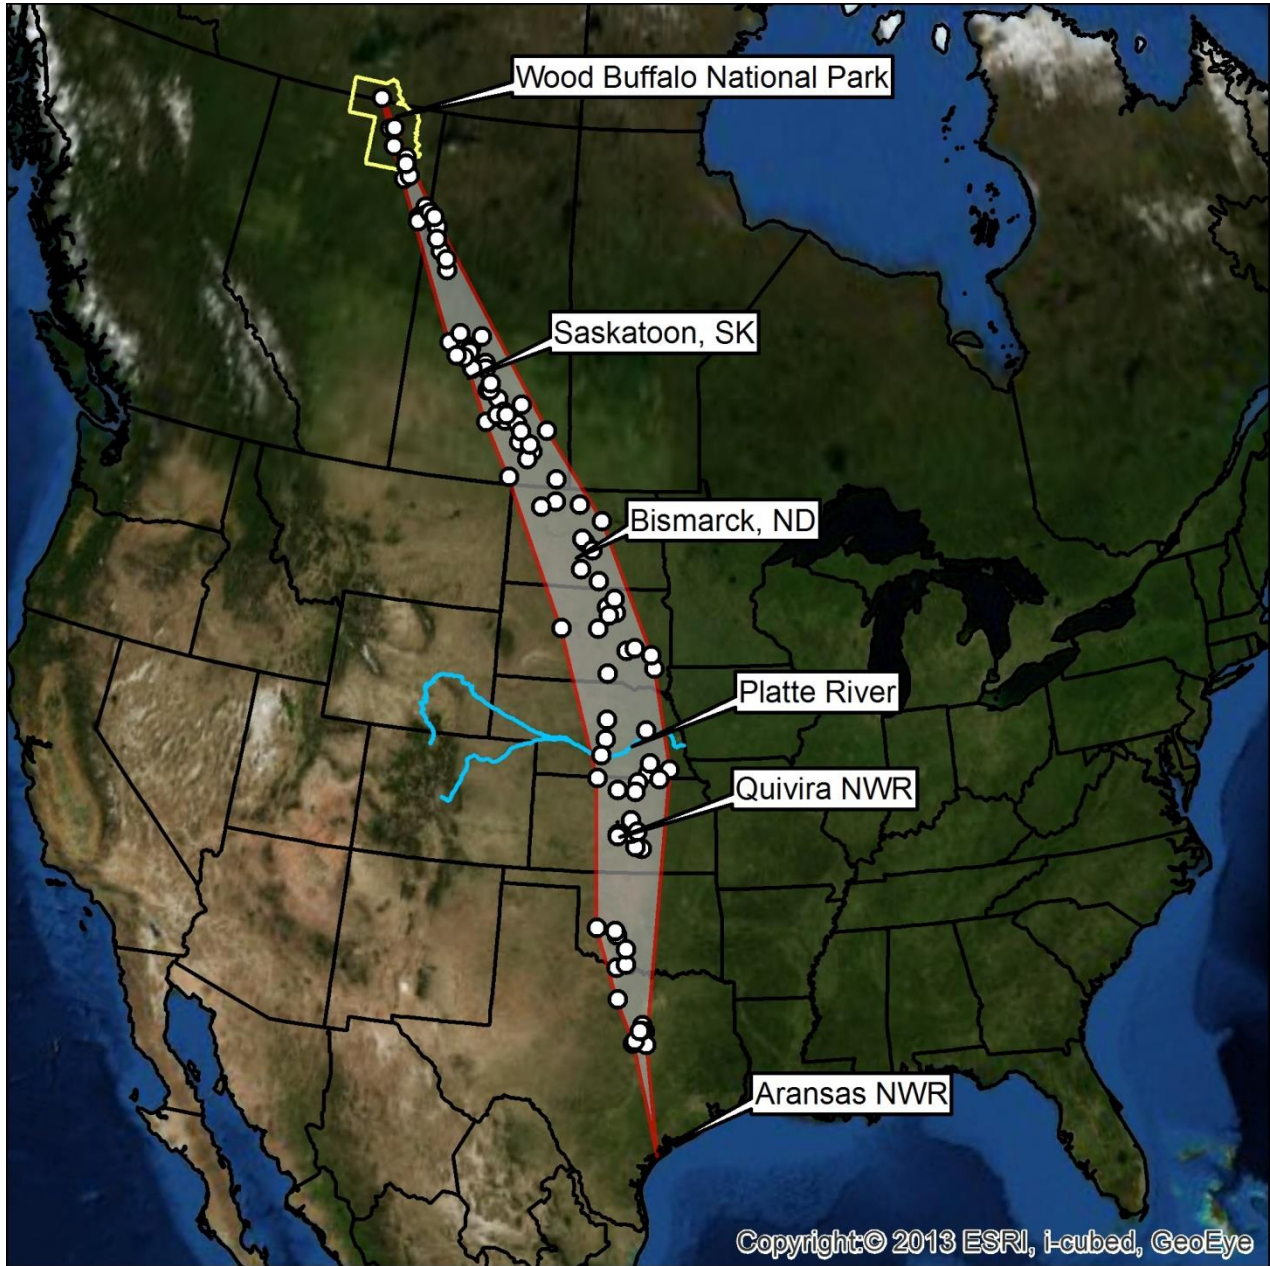 Wood Buffalo National Park
Saskatoon, SK
Bismarck, ND
Platte River
Quivira NWR
Aransas NWR
Copyright:© 2013 ESRI, i-cubed, GeoEye